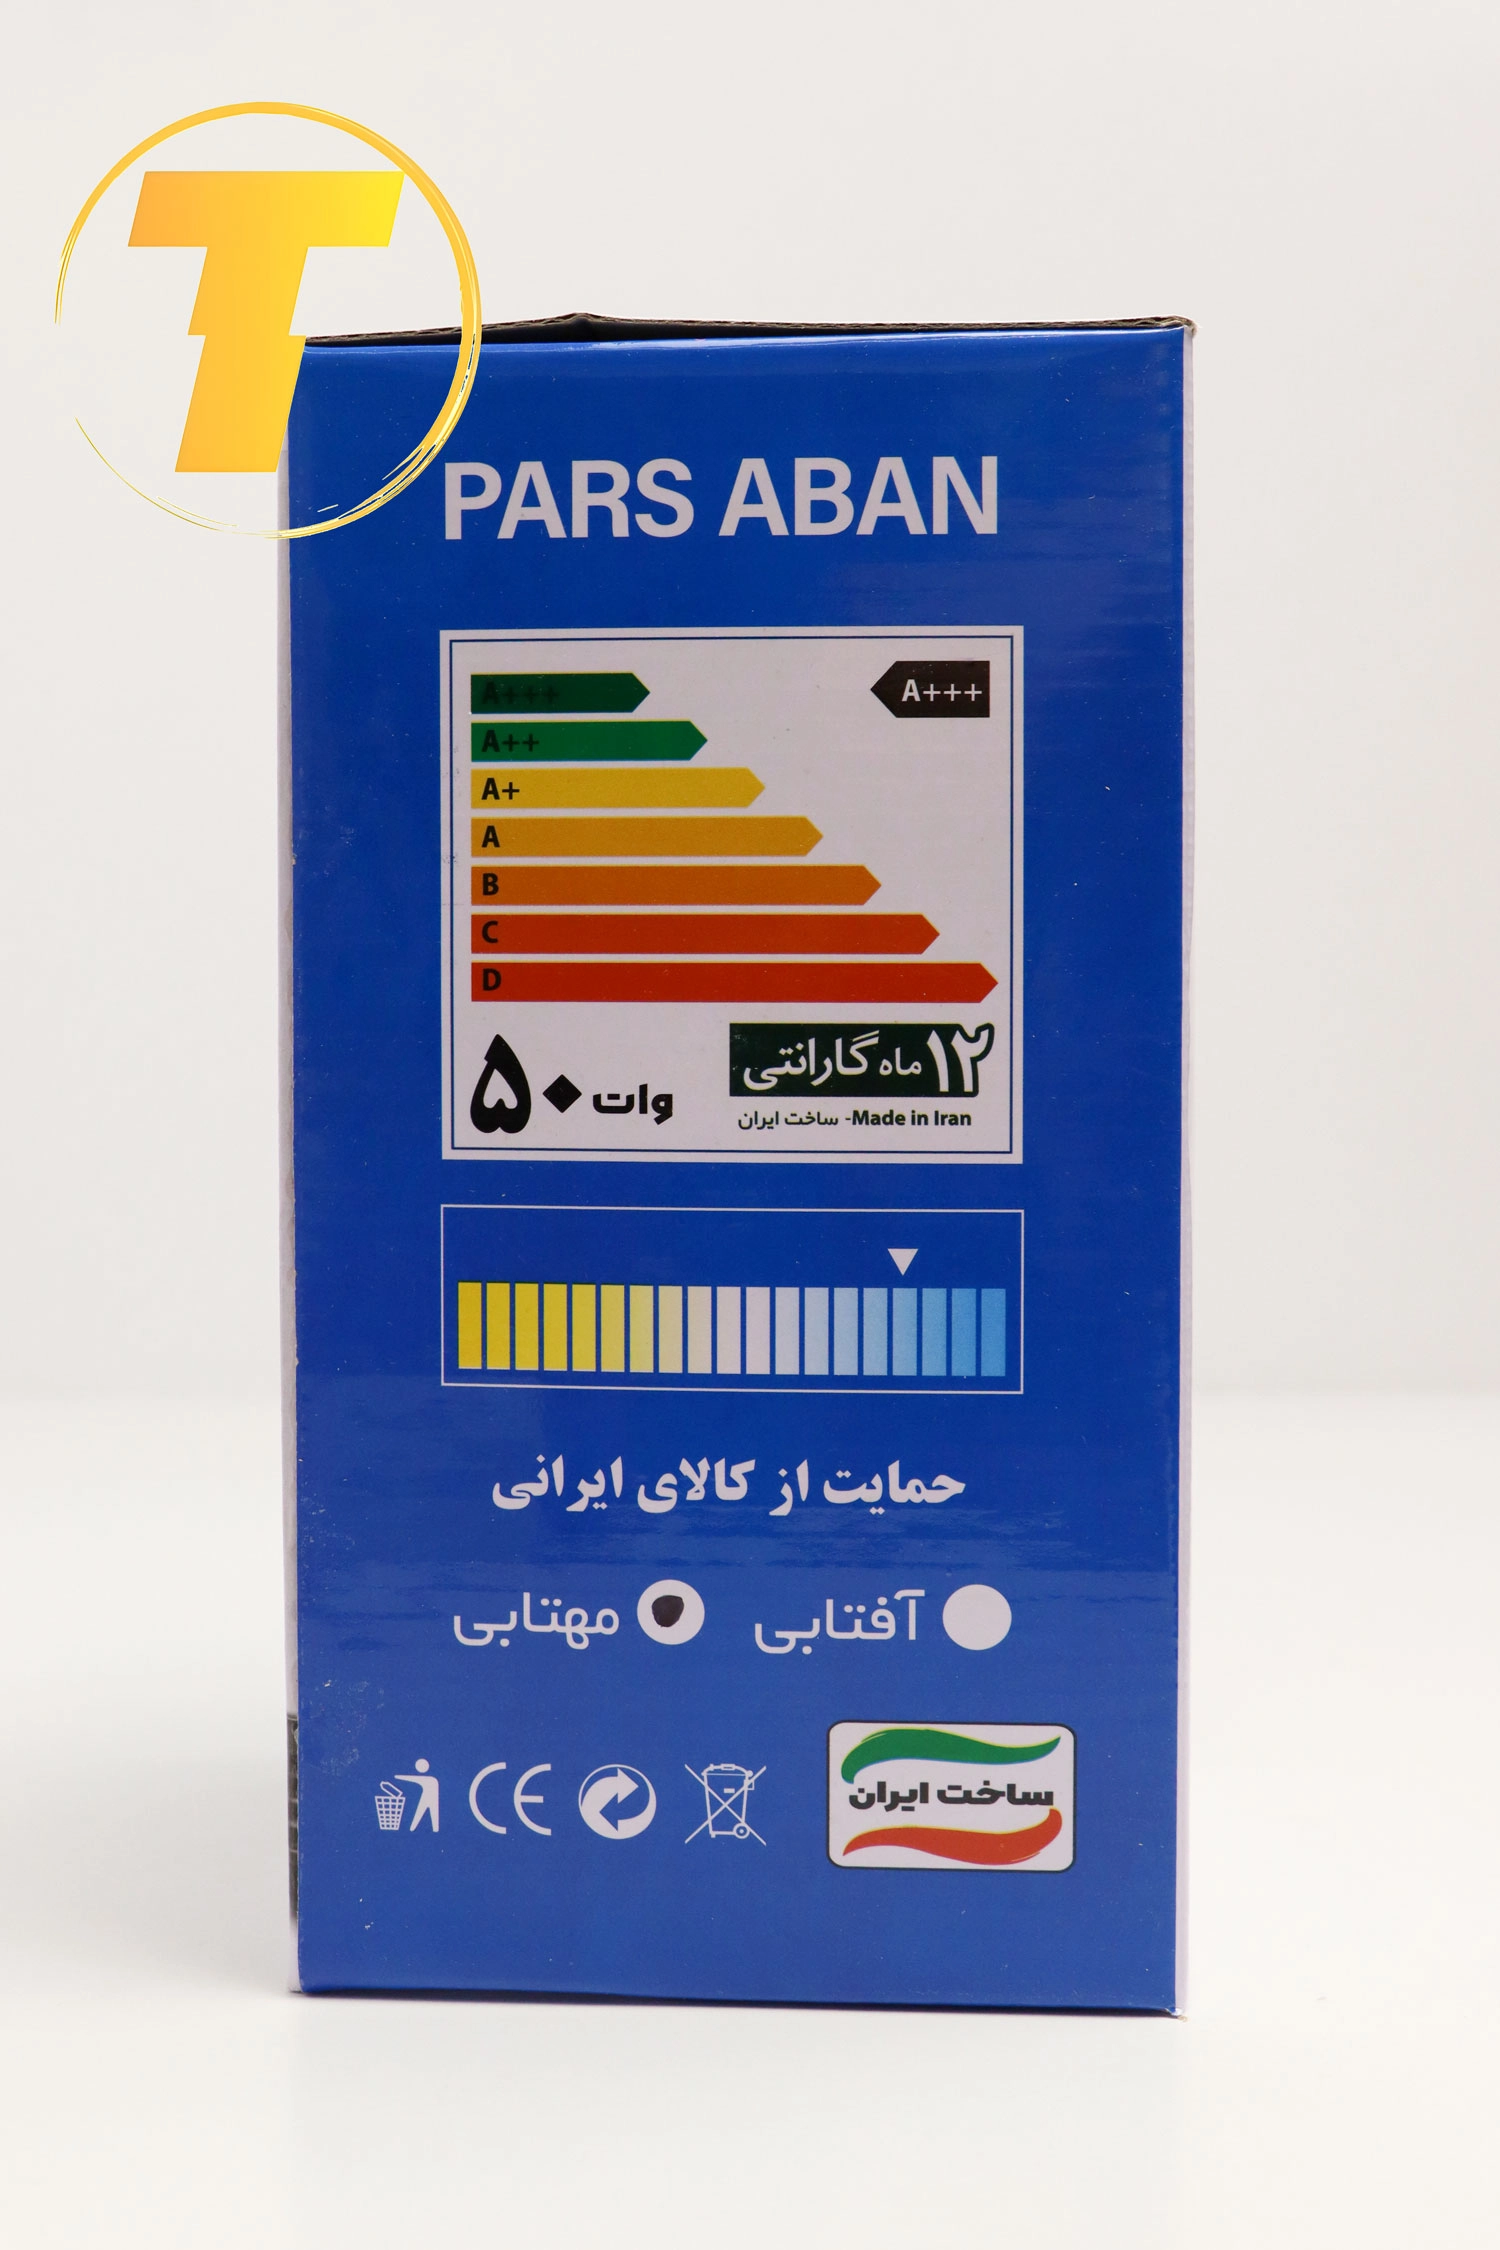 T
PARS ABAN
A+++
A+++
A++
A+
A
B
C
D
۱۲ ماه گارانتی
۵۰ وات
Made in Iran- ساخت ایران
حمایت از کالای ایرانی
آفتابی
مهتابی
CE
ساخت ایران